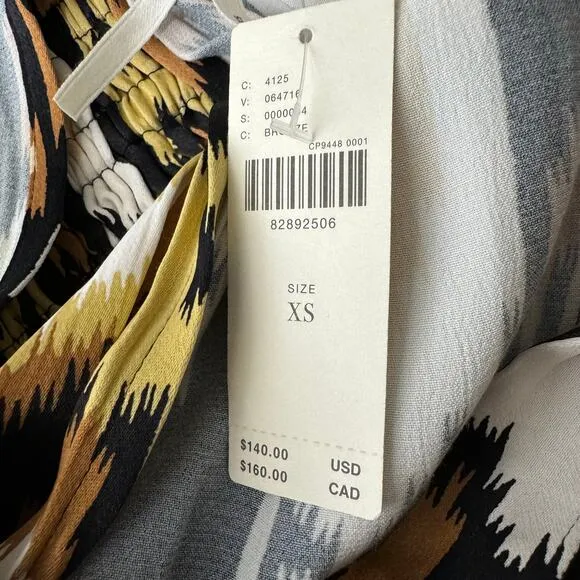 C: 4125
V: 064716
S:
C:
CP9448 0001
82892506
SIZE
XS
$140.00 USD
$160.00 CAD